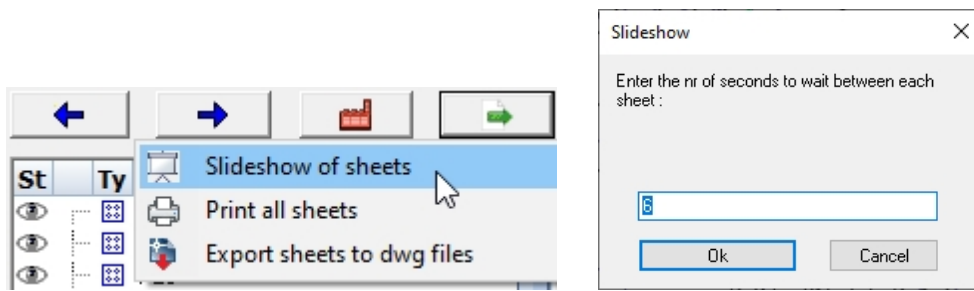 Slideshow
Enter the nr of seconds to wait between each
sheet :
6
Ok Cancel
St Ty
Slideshow of sheets
Print all sheets
Export sheets to dwg files